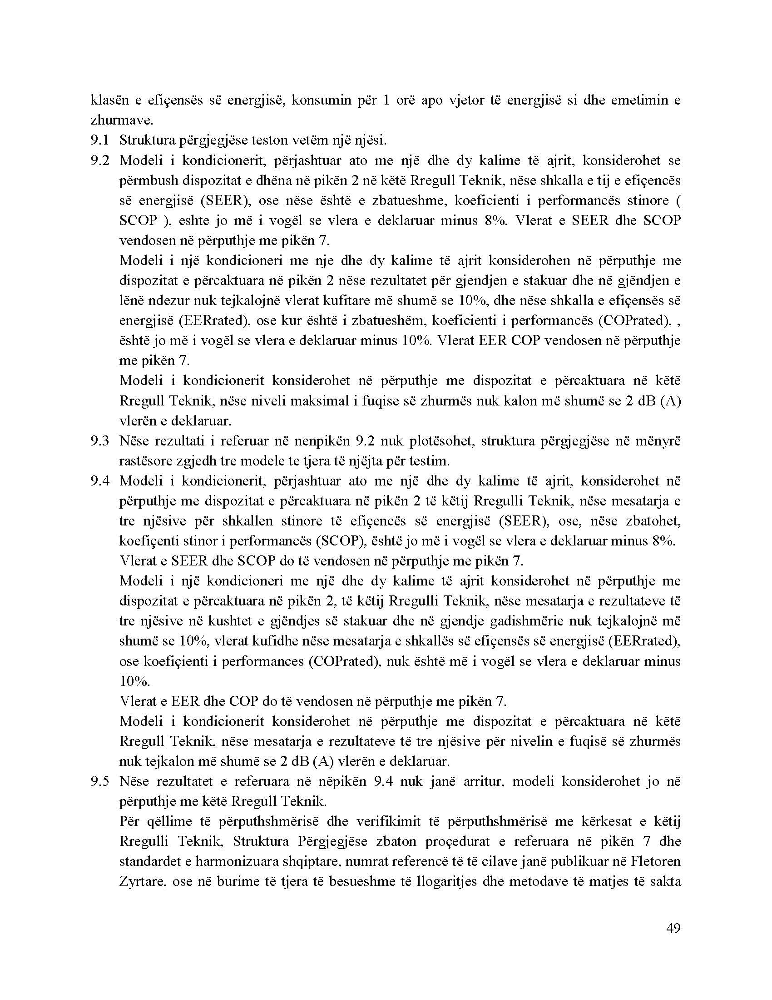 klasën e efiçensës së energjisë, konsumin për 1 orë apo vjetor të energjisë si dhe emetimin e
zhurmave.
9.1 Struktura përgjegjëse teston vetëm një njësi.
9.2 Modeli i kondicionerit, përjashtuar ato me një dhe dy kalime të ajrit, konsiderohet se
përmbush dispozitat e dhëna në pikën 2 në këtë Rregull Teknik, nëse shkalla e tij e efiçencës
së energjisë (SEER), ose nëse është e zbatueshme, koeficienti i performancës stinore (
SCOP ), eshte jo më i vogël se vlera e deklaruar minus 8%. Vlerat e SEER dhe SCOP
vendosen në përputhje me pikën 7.
Modeli i një kondicioneri me nje dhe dy kalime të ajrit konsiderohen në përputhje me
dispozitat e përcaktuara në pikën 2 nëse rezultatet për gjendjen e stakuar dhe në gjëndjen e
lënë ndezur nuk tejkalojnë vlerat kufitare më shumë se 10%, dhe nëse shkalla e efiçensës së
energjisë (EERrated), ose kur është i zbatueshëm, koeficienti i performancës (COPrated), ,
është jo më i vogël se vlera e deklaruar minus 10%. Vlerat EER COP vendosen në përputhje
me pikën 7.
Modeli i kondicionerit konsiderohet në përputhje me dispozitat e përcaktuara në këtë
Rregull Teknik, nëse niveli maksimal i fuqise së zhurmës nuk kalon më shumë se 2 dB (A)
vlerën e deklaruar.
9.3 Nëse rezultati i referuar në nenpikën 9.2 nuk plotësohet, struktura përgjegjëse në mënyrë
rastësore zgjedh tre modele te tjera të njëjta për testim.
9.4 Modeli i kondicionerit, përjashtuar ato me një dhe dy kalime të ajrit, konsiderohet në
përputhje me dispozitat e përcaktuara në pikën 2 të këtij Rregulli Teknik, nëse mesatarja e
tre njësive për shkallen stinore të efiçencës së energjisë (SEER), ose, nëse zbatohet,
koefiçenti stinor i performancës (SCOP), është jo më i vogël se vlera e deklaruar minus 8%.
Vlerat e SEER dhe SCOP do të vendosen në përputhje me pikën 7.
Modeli i një kondicioneri me një dhe dy kalime të ajrit konsiderohet në përputhje me
dispozitat e përcaktuara në pikën 2, të këtij Rregulli Teknik, nëse mesatarja e rezultateve të
tre njësive në kushtet e gjëndjes së stakuar dhe në gjendje gadishmërie nuk tejkalojnë më
shumë se 10%, vlerat kufidhe nëse mesatarja e shkallës së efiçensës së energjisë (EERrated),
ose koefiçienti i performances (COPrated), nuk është më i vogël se vlera e deklaruar minus
10%.
Vlerat e EER dhe COP do të vendosen në përputhje me pikën 7.
Modeli i kondicionerit konsiderohet në përputhje me dispozitat e përcaktuara në këtë
Rregull Teknik, nëse mesatarja e rezultateve të tre njësive për nivelin e fuqisë së zhurmës
nuk tejkalon më shumë se 2 dB (A) vlerën e deklaruar.
9.5 Nëse rezultatet e referuara në nëpikën 9.4 nuk janë arritur, modeli konsiderohet jo në
përputhje me këtë Rregull Teknik.
Për qëllime të përputhshmërisë dhe verifikimit të përputhshmërisë me kërkesat e këtij
Rregulli Teknik, Struktura Përgjegjëse zbaton proçedurat e referuara në pikën 7 dhe
standardet e harmonizuara shqiptare, numrat referencë të të cilave janë publikuar në Fletoren
Zyrtare, ose në burime të tjera të besueshme të llogaritjes dhe metodave të matjes të sakta
49